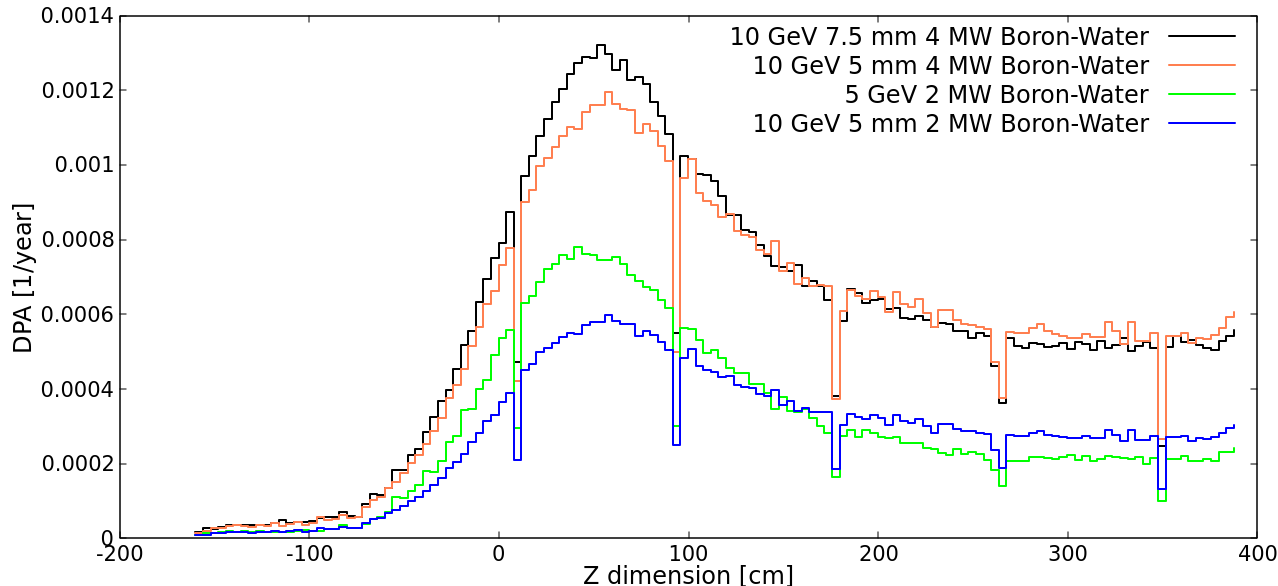 0.0014
0.0012
0.001
0.0008
0.0006
0.0004
0.0002
0
DPA [1/year]
10 GeV 7.5 mm 4 MW Boron-Water
10 GeV 5 mm 4 MW Boron-Water
5 GeV 2 MW Boron-Water
10 GeV 5 mm 2 MW Boron-Water
-200 -100 0 100 200 300 400
Z dimension [cm]